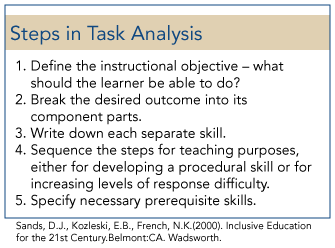 Steps in Task Analysis
1. Define the instructional objective – what
should the learner be able to do?
2. Break the desired outcome into its
component parts.
3. Write down each separate skill.
4. Sequence the steps for teaching purposes,
either for developing a procedural skill or for
increasing levels of response difficulty.
5. Specify necessary prerequisite skills.
Sands, D.J., Kozleski, E.B., French, N.K.(2000). Inclusive Education
for the 21st Century.Belmont:CA. Wadsworth.